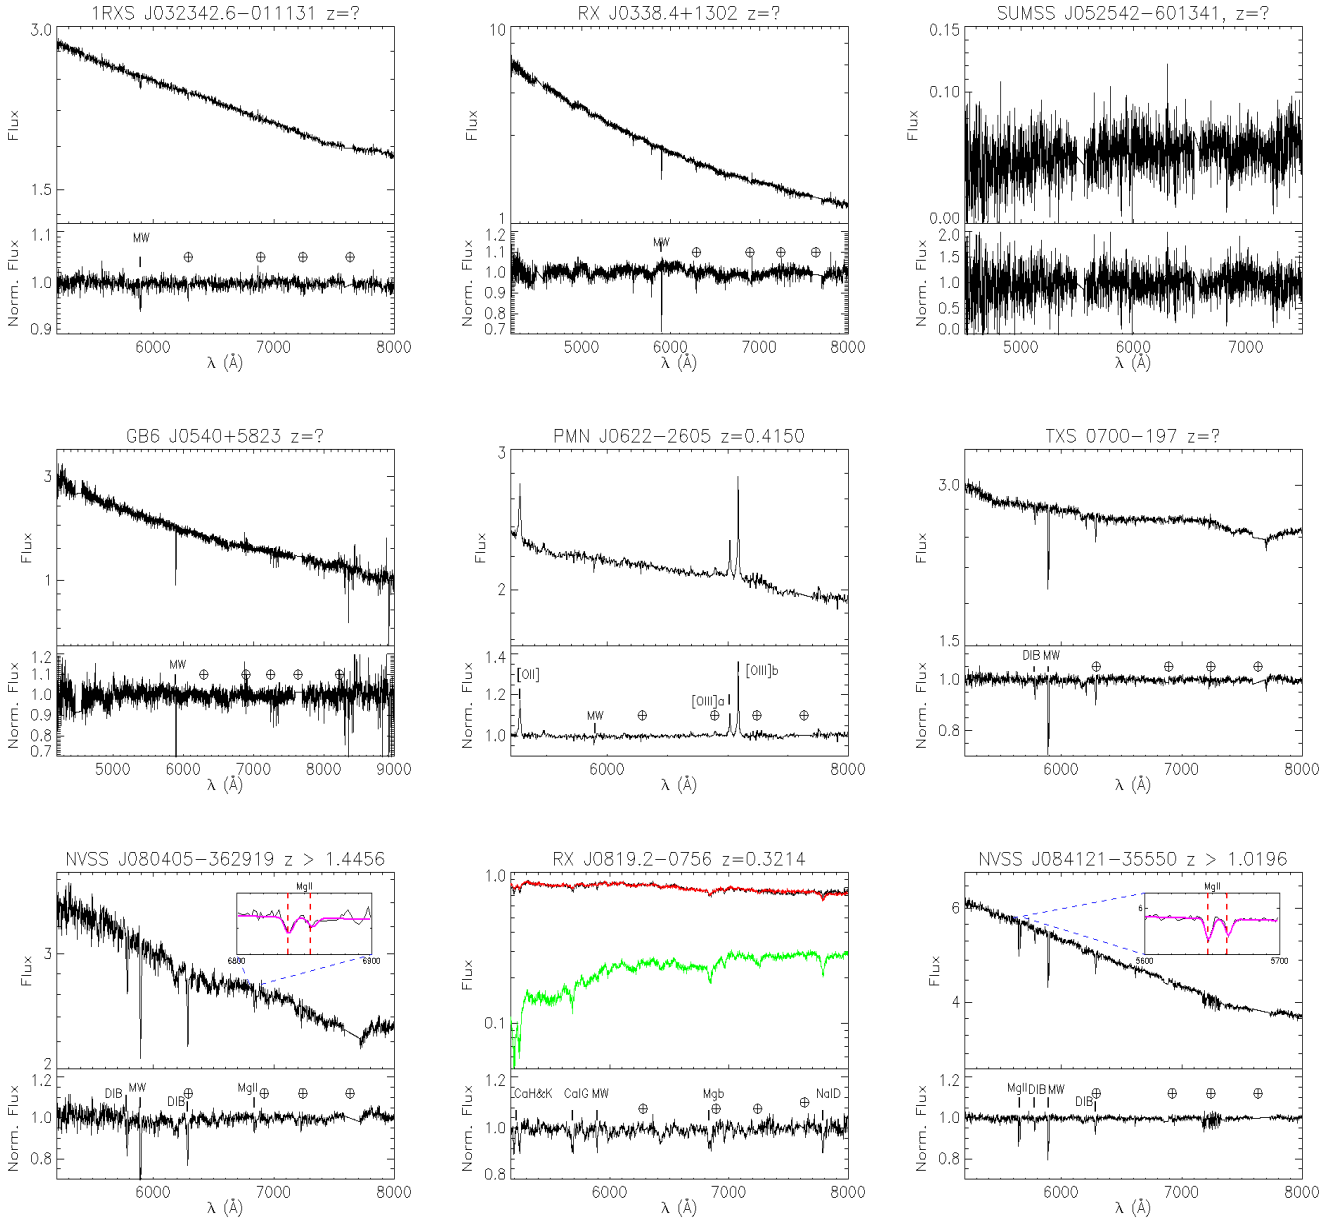 1RXS J032342.6−011131 z=?
3.0
1.5
Flux
MW
1.1
1.0
0.9
Norm. Flux
6000 7000 8000
λ (Å)
RX J0338.4+1302 z=?
10
1
Flux
MW
1.2
1.1
1.0
0.9
0.8
0.7
Norm. Flux
5000 6000 7000 8000
λ (Å)
SUMSS J052542−601341, z=?
0.15
0.10
0.00
Flux
2.0
1.5
1.0
0.5
0.0
Norm. Flux
5000 6000 7000
λ (Å)
GB6 J0540+5823 z=?
3
1
Flux
MW
1.2
1.1
1.0
0.9
0.8
0.7
Norm. Flux
5000 6000 7000 8000 9000
λ (Å)
PMN J0622−2605 z=0.4150
3
2
Flux
[OII]
MW
[OIII]a
[OIII]b
1.4
1.2
1.0
Norm. Flux
6000 7000 8000
λ (Å)
TXS 0700−197 z=?
3.0
1.5
Flux
DIB MW
1.1
1.0
0.9
0.8
Norm. Flux
6000 7000 8000
λ (Å)
NVSS J080405−362919 z > 1.4456
3
2
Flux
MgII
6800 6900
DIB MW DIB MgII
1.2
1.0
0.8
Norm. Flux
6000 7000 8000
λ (Å)
RX J0819.2−0756 z=0.3214
1.0
0.1
Flux
CaH&K CaIG MW Mgb NaID
1.2
1.0
0.9
0.8
Norm. Flux
6000 7000 8000
λ (Å)
NVSS J084121−35550 z > 1.0196
6
4
Flux
MgII
6
5600 5700
MgII DIB MW DIB
1.2
1.0
0.8
Norm. Flux
6000 7000 8000
λ (Å)